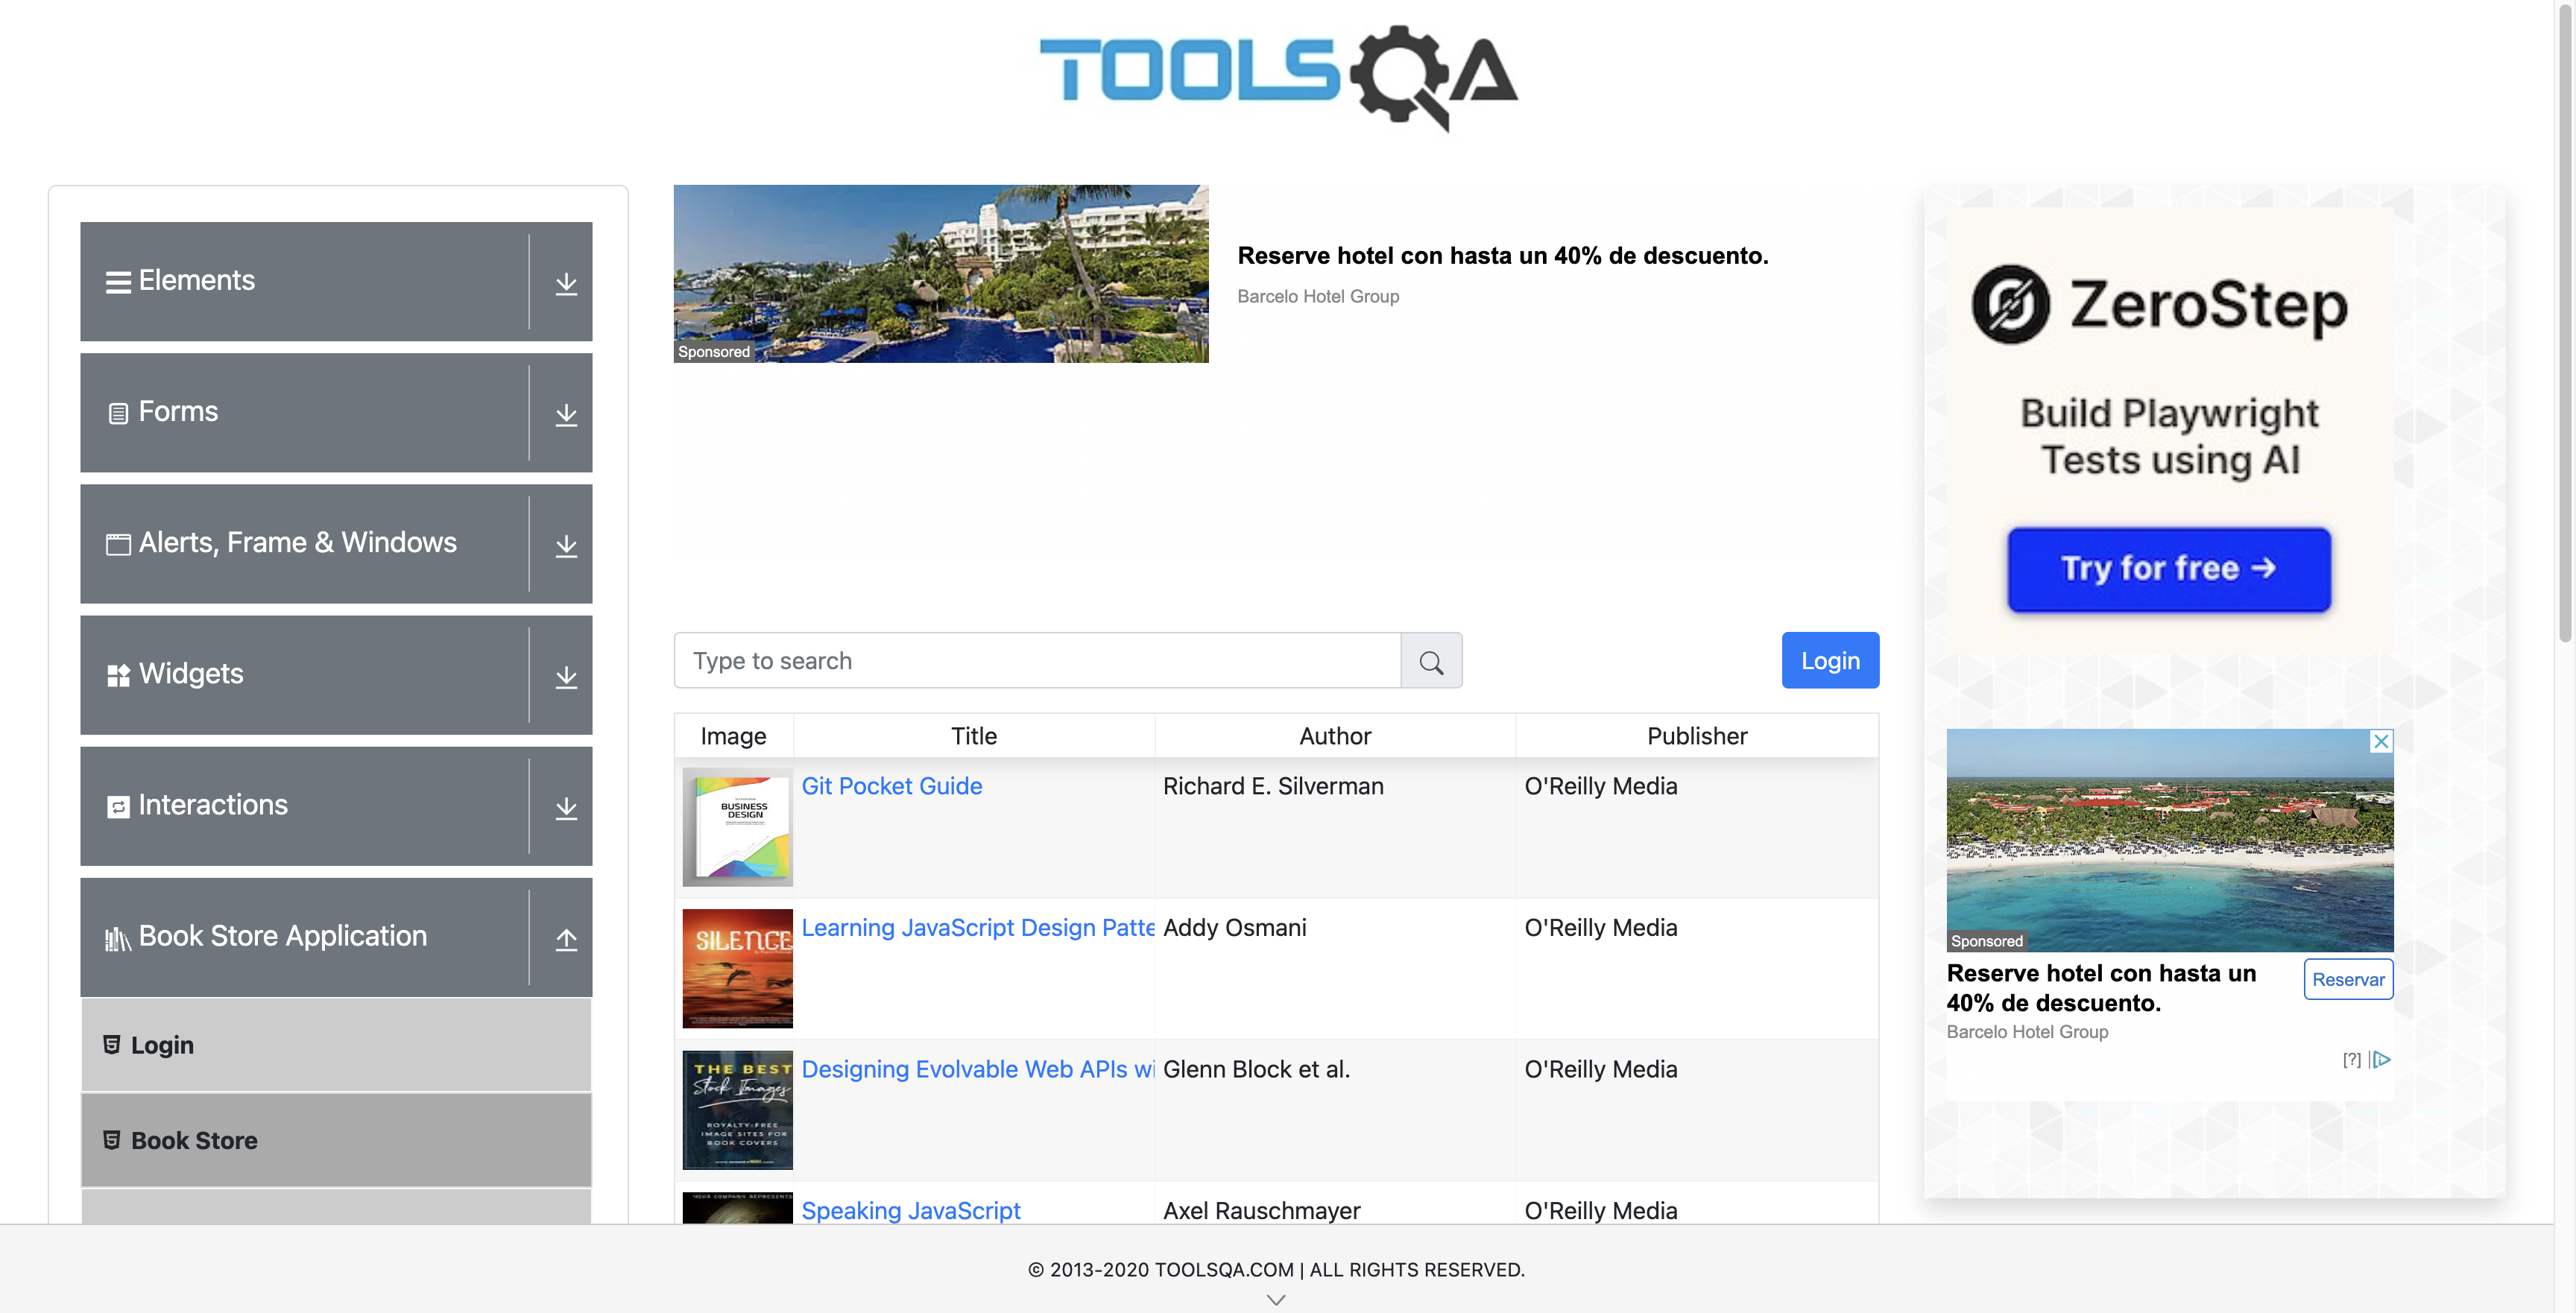 TOOLSQA
Elements
Forms
Alerts, Frame & Windows
Widgets
Interactions
Book Store Application
Login
Book Store
Sponsored
Reserve hotel con hasta un 40% de descuento.
Barcelo Hotel Group
Type to search
Login
Image Title Author Publisher
BUSINESS
DESIGN
Git Pocket Guide Richard E. Silverman O'Reilly Media
SILENCE
Learning JavaScript Design Patte Addy Osmani O'Reilly Media
THE BEST
Stock Images
ROYALTY-FREE
IMAGE SITES FOR
BOOK COVERS
Designing Evolvable Web APIs wi Glenn Block et al. O'Reilly Media
YOUR COMPANY REPRESENTS
Speaking JavaScript Axel Rauschmayer O'Reilly Media
ZeroStep
Build Playwright
Tests using AI
Try for free →
Sponsored
Reserve hotel con hasta un
40% de descuento.
Reservar
Barcelo Hotel Group
[?]
© 2013-2020 TOOLSQA.COM | ALL RIGHTS RESERVED.